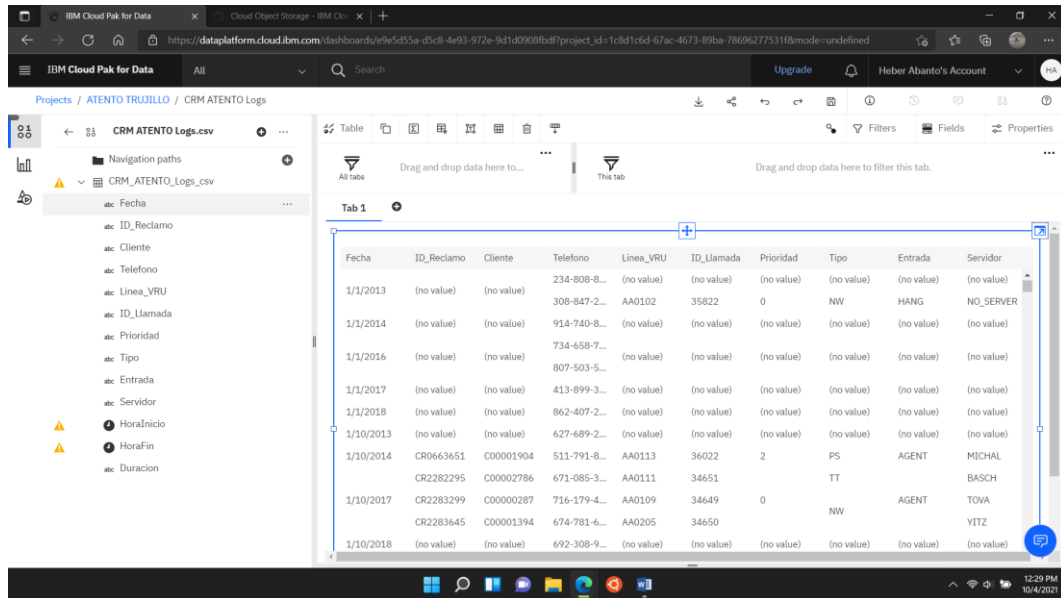 IBM Cloud Pak for Data
Cloud Object Storage - IBM Clo
https://dataplatform.cloud.ibm.com/dashboards/e9e5d55a-d5c8-4e93-972e-9d1d0908fbdf?project_id=1c8d1c6d-67ac-4673-89ba-78696277531f&mode=undefined
IBM Cloud Pak for Data All Search Upgrade Heber Abanto's Account HA
Projects / ATENTO TRUJILLO / CRM ATENTO Logs
CRM ATENTO Logs.csv
Table Filters Fields Properties
Navigation paths
CRM_ATENTO_Logs_csv
abc Fecha
abc ID_Reclamo
abc Cliente
abc Telefono
abc Linea_VRU
abc ID_Llamada
abc Prioridad
abc Tipo
abc Entrada
abc Servidor
HoraInicio
HoraFin
abc Duracion
All tabs
Drag and drop data here to...
This tab
Drag and drop data here to filter this tab.
Tab 1
Fecha ID_Reclamo Cliente Telefono Linea_VRU ID_Llamada Prioridad Tipo Entrada Servidor
1/1/2013 (no value) (no value) 234-808-8... (no value) (no value) (no value) (no value) (no value) (no value)
308-847-2... AA0102 35822 0 NW HANG NO_SERVER
1/1/2014 (no value) (no value) 914-740-8... (no value) (no value) (no value) (no value) (no value) (no value)
1/1/2016 (no value) (no value) 734-658-7... (no value) (no value) (no value) (no value) (no value) (no value)
807-503-5...
1/1/2017 (no value) (no value) 413-899-3... (no value) (no value) (no value) (no value) (no value) (no value)
1/1/2018 (no value) (no value) 862-407-2... (no value) (no value) (no value) (no value) (no value) (no value)
1/10/2013 (no value) (no value) 627-689-2... (no value) (no value) (no value) (no value) (no value) (no value)
1/10/2014 CR0663651 C00001904 511-791-8... AA0113 36022 2 PS AGENT MICHAL
CR2282295 C00002786 671-085-3... AA0111 34651 TT BASCH
1/10/2017 CR2283299 C00000287 716-179-4... AA0109 34649 0 NW AGENT TOVA
CR2283645 C00001394 674-781-6... AA0205 34650 YITZ
1/10/2018 (no value) (no value) 692-308-9... (no value) (no value) (no value) (no value) (no value) (no value)
12:29 PM
10/4/2021